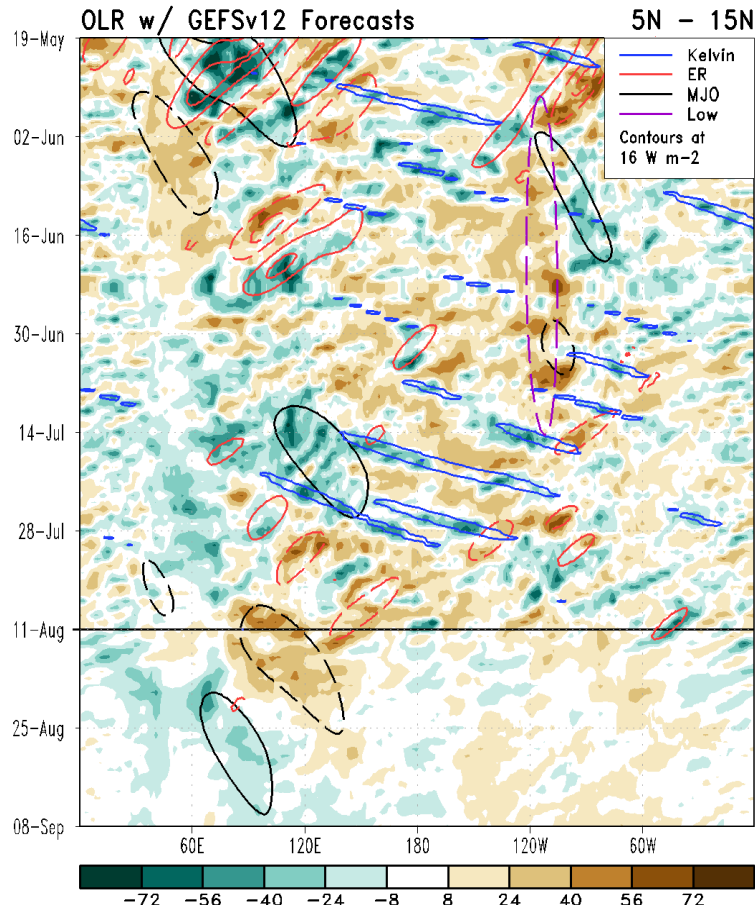 OLR w/ GEFSv12 Forecasts 5N - 15N
19-May
02-Jun
16-Jun
30-Jun
14-Jul
28-Jul
11-Aug
25-Aug
08-Sep
Kelvin
ER
MJO
Low
Contours at
16 W m-2
60E 120E 180 120W 60W
-72 -56 -40 -24 -8 8 24 40 56 72